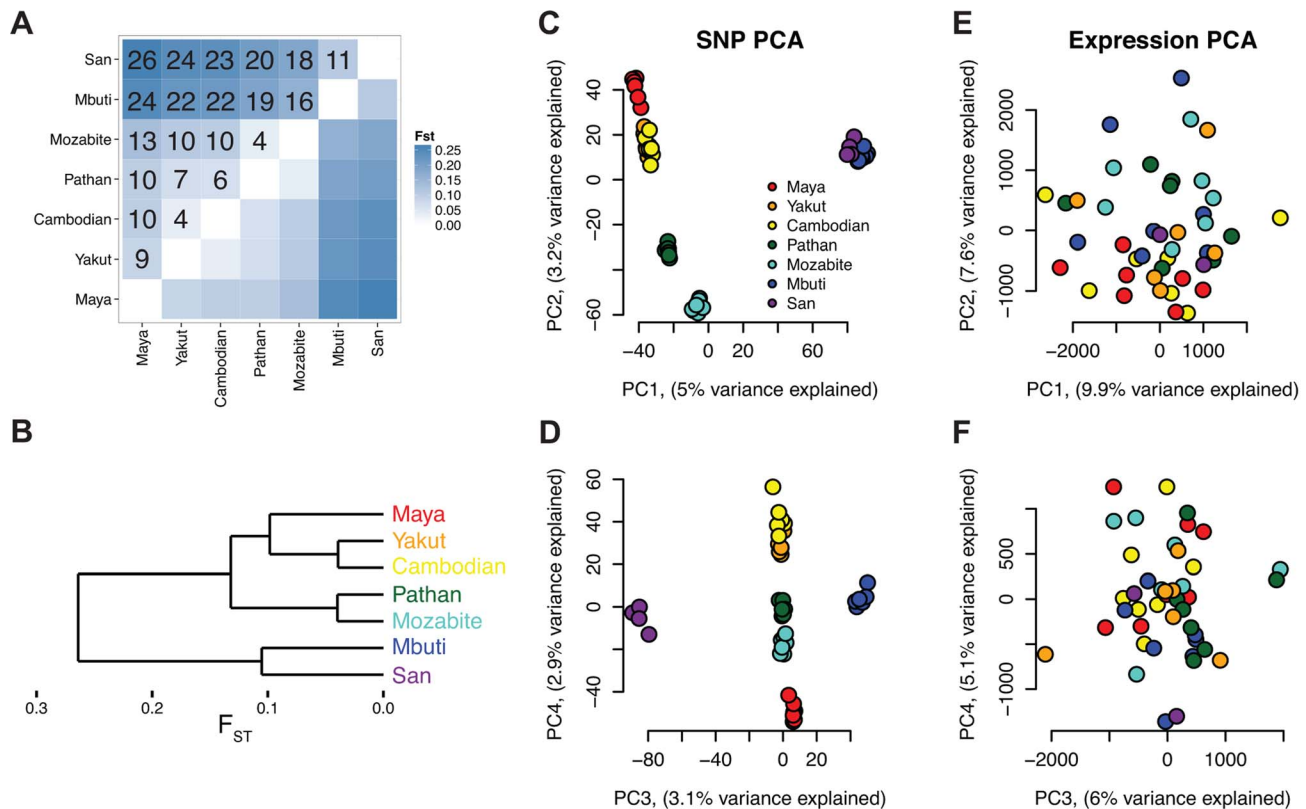 A
San 26 24 23 20 18 11
Mbuti 24 22 22 19 16
Mozabite 13 10 10 4
Pathan 10 7 6
Cambodian 10 4
Yakut 9
Maya
Maya Yakut Cambodian Pathan Mozabite Mbuti San
Fst
0.25
0.20
0.15
0.10
0.05
0.00
B
Maya
Yakut
Cambodian
Pathan
Mozabite
Mbuti
San
0.3 0.2 0.1 0.0
FST
C
SNP PCA
PC2, (3.2% variance explained)
40
20
0
−20
−60
Maya
Yakut
Cambodian
Pathan
Mozabite
Mbuti
San
−40 0 20 60
PC1, (5% variance explained)
D
PC4, (2.9% variance explained)
60
40
20
0
−40
−80 −40 0 20
PC3, (3.1% variance explained)
E
Expression PCA
PC2, (7.6% variance explained)
2000
1000
0
−1000
−2000 0 1000
PC1, (9.9% variance explained)
F
PC4, (5.1% variance explained)
500
0
−1000
−2000 0 1000
PC3, (6% variance explained)